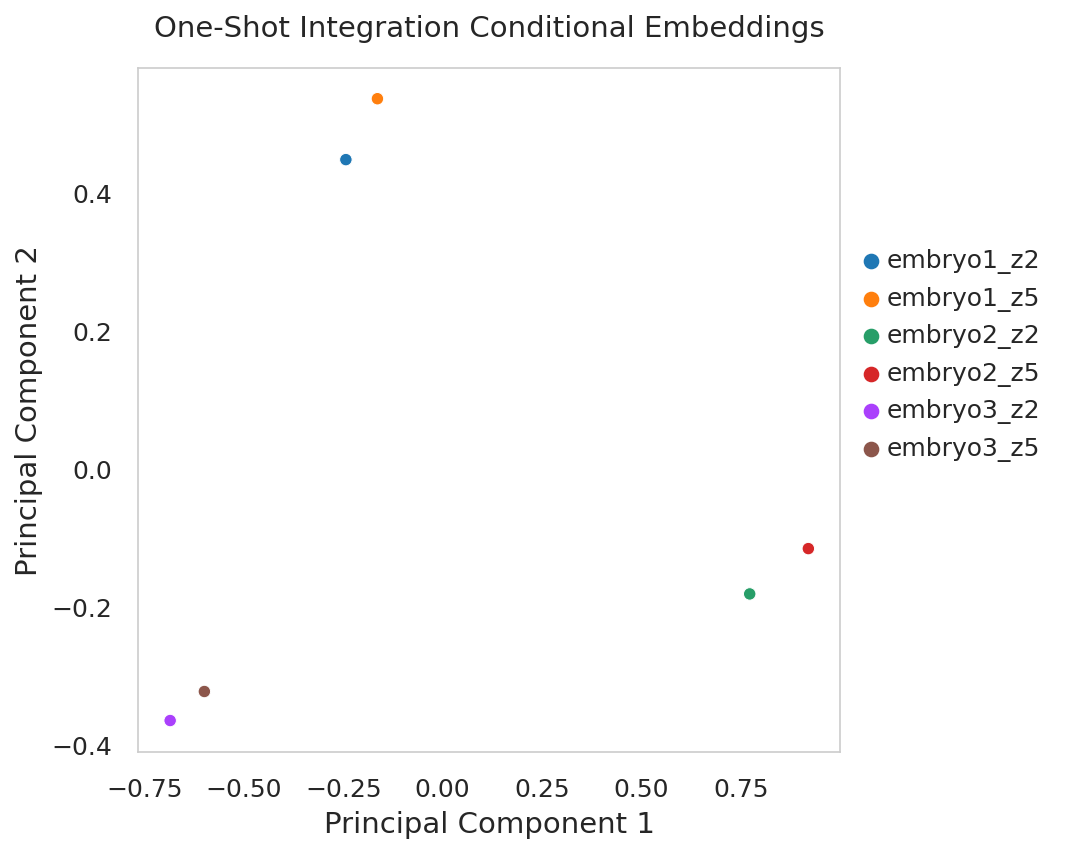 One-Shot Integration Conditional Embeddings
Principal Component 2
0.4
0.2
0.0
−0.2
−0.4
−0.75 −0.50 −0.25 0.00 0.25 0.50 0.75
Principal Component 1
embryo1_z2
embryo1_z5
embryo2_z2
embryo2_z5
embryo3_z2
embryo3_z5